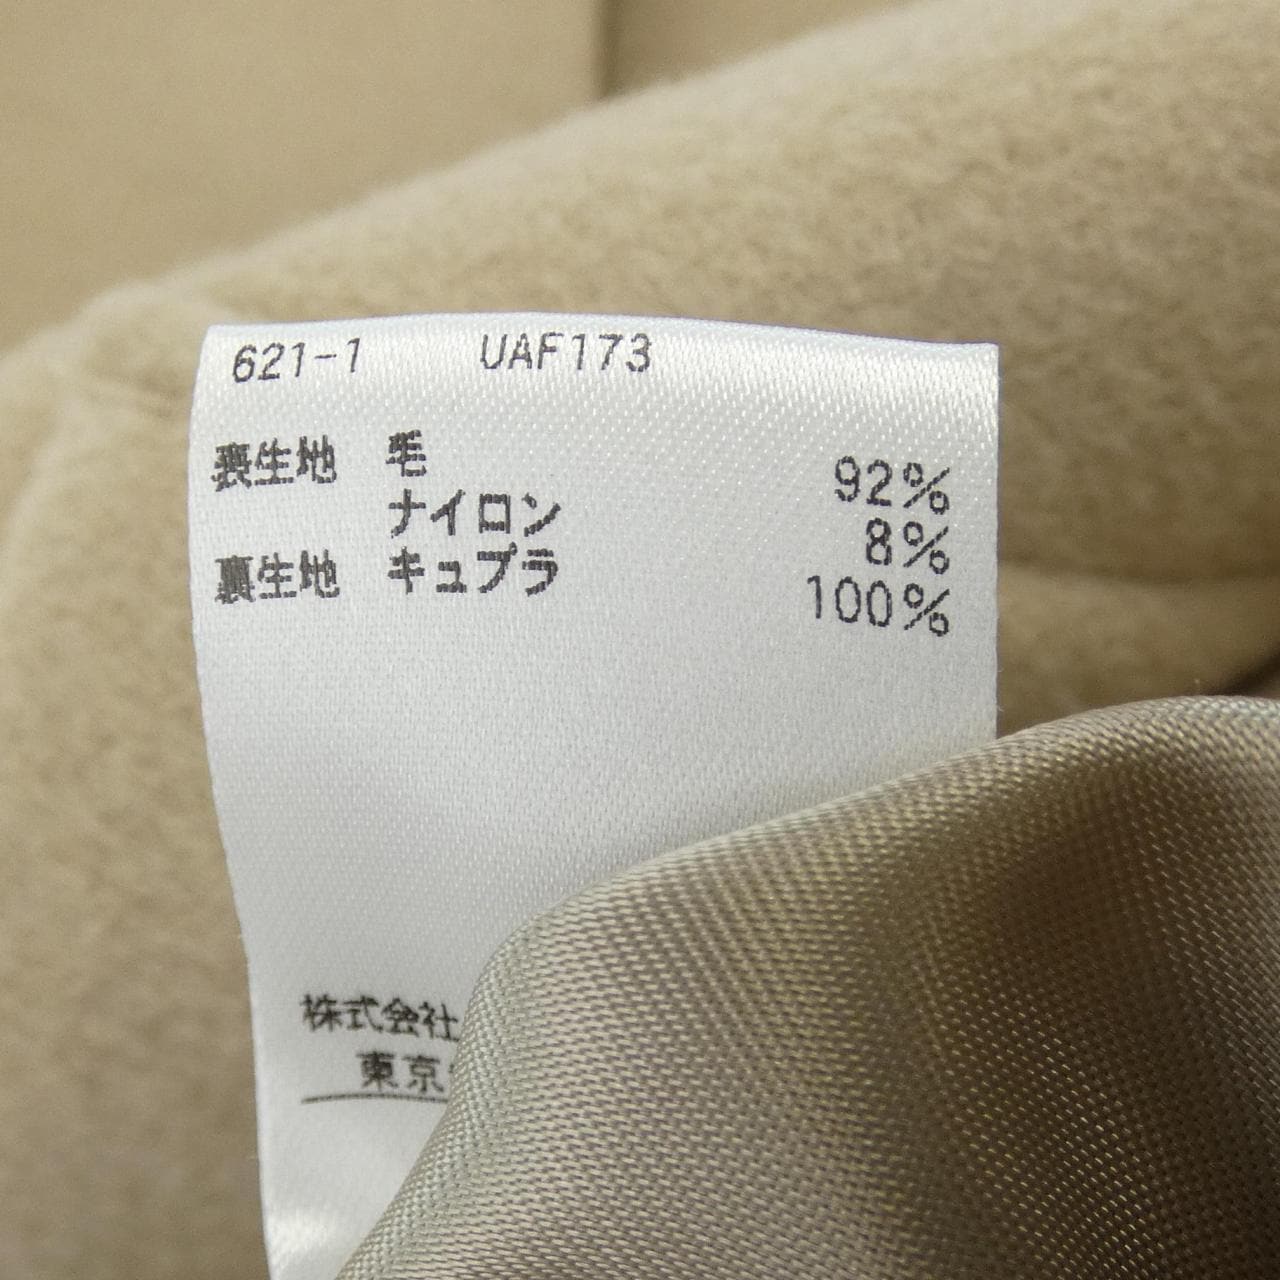 621-1 UAF173
表生地 毛 92%
ナイロン 8%
裏生地 キュプラ 100%
株式会社
東京